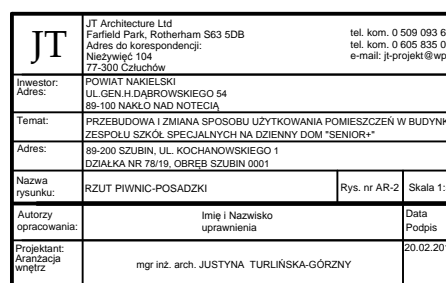 JT
JT Architecture Ltd
Farfield Park, Rotherham S63 5DB
Adres do korespondencji:
Nieżywięć 104
77-300 Człuchów
tel. kom. 0 509 093 6
tel. kom. 0 605 835 0
e-mail: jt-projekt@wp
Inwestor:
Adres:
POWIAT NAKIELSKI
UL.GEN.H.DĄBROWSKIEGO 54
89-100 NAKŁO NAD NOTECIĄ
Temat:
PRZEBUDOWA I ZMIANA SPOSOBU UŻYTKOWANIA POMIESZCZEŃ W BUDYNK
ZESPOŁU SZKÓŁ SPECJALNYCH NA DZIENNY DOM "SENIOR+"
Adres:
89-200 SZUBIN, UL. KOCHANOWSKIEGO 1
DZIAŁKA NR 78/19, OBRĘB SZUBIN 0001
Nazwa
rysunku:
RZUT PIWNIC-POSADZKI
Rys. nr AR-2
Skala 1:
Autorzy
opracowania:
Imię i Nazwisko
uprawnienia
Data
Podpis
Projektant:
Aranżacja
wnętrz
mgr inż. arch. JUSTYNA TURLIŃSKA-GÓRZNY
20.02.201